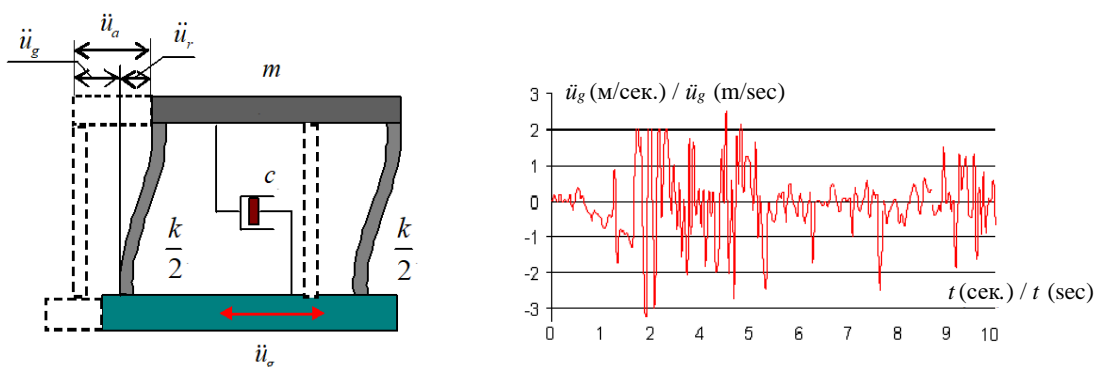 ü_a
ü_g
ü_r
m
c
k/2
k/2
ü_g
ü_g (м/сек.) / ü_g (m/sec)
3
2
1
0
-1
-2
-3
t (сек.) / t (sec)
0 1 2 3 4 5 6 7 8 9 10